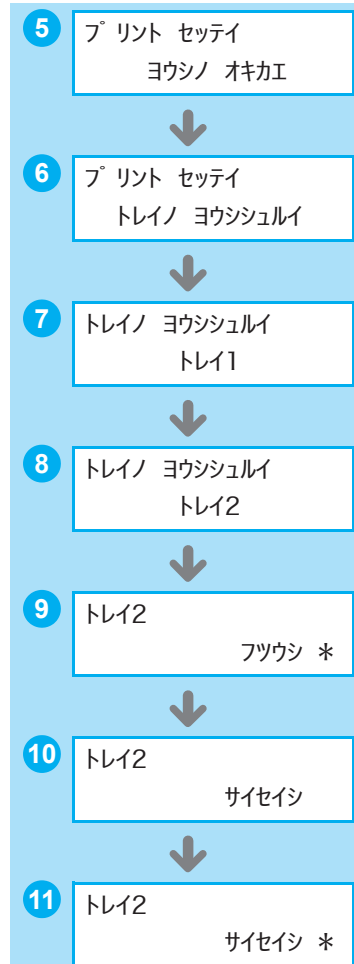 5
プ リント セッテイ
ヨウシノ オキカエ
6
プ リント セッテイ
トレイノ ヨウシシュルイ
7
トレイノ ヨウシシュルイ
トレイ1
8
トレイノ ヨウシシュルイ
トレイ2
9
トレイ2
フツウシ *
10
トレイ2
サイセイシ
11
トレイ2
サイセイシ *